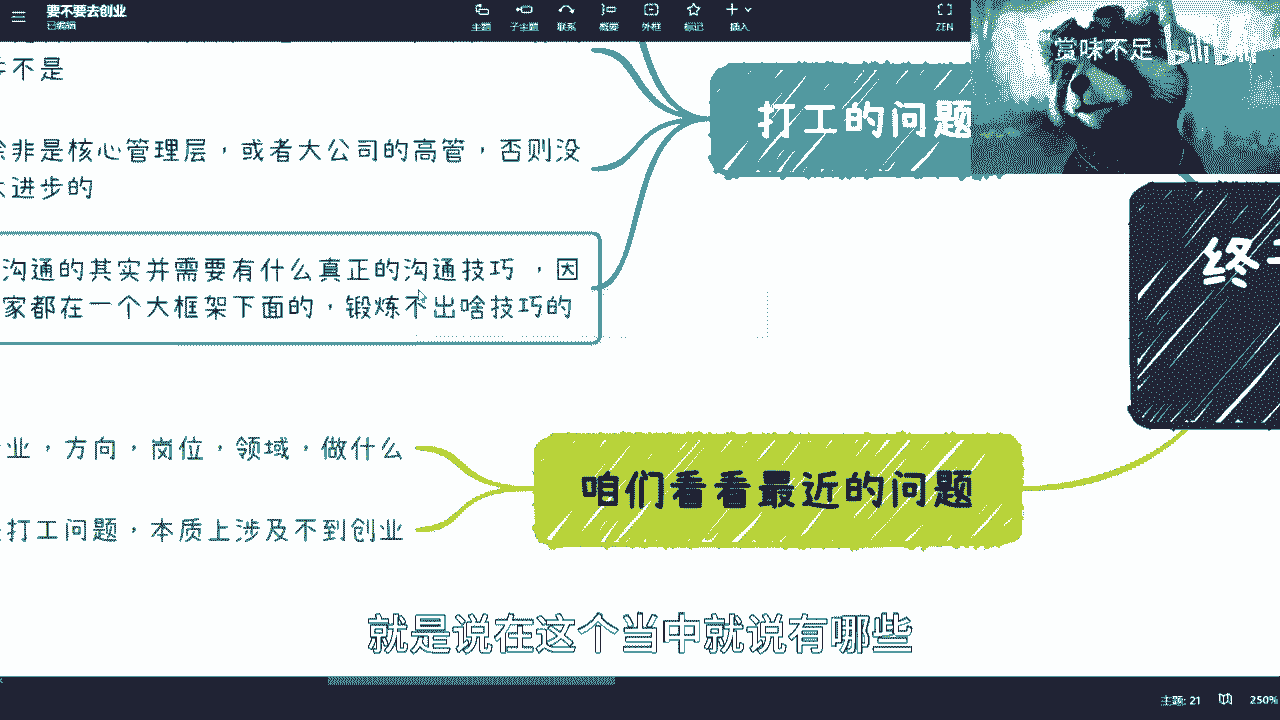 要不要去创业
已编辑
主题
子主题
联系
概要
外框
标记
插入
ZEN
赏味不足
bilibili
不是
打工的问题
非是核心管理层，或者大公司的高管，否则没
进步的
沟通的其实并需要有什么真正的沟通技巧 ，因
家都在一个大框架下面的，锻炼不出啥技巧的
终
业，方向，岗位，领域，做什么
咱们看看最近的问题
打工问题，本质上涉及不到创业
就是说在这个当中就说有哪些
主题: 21
250%